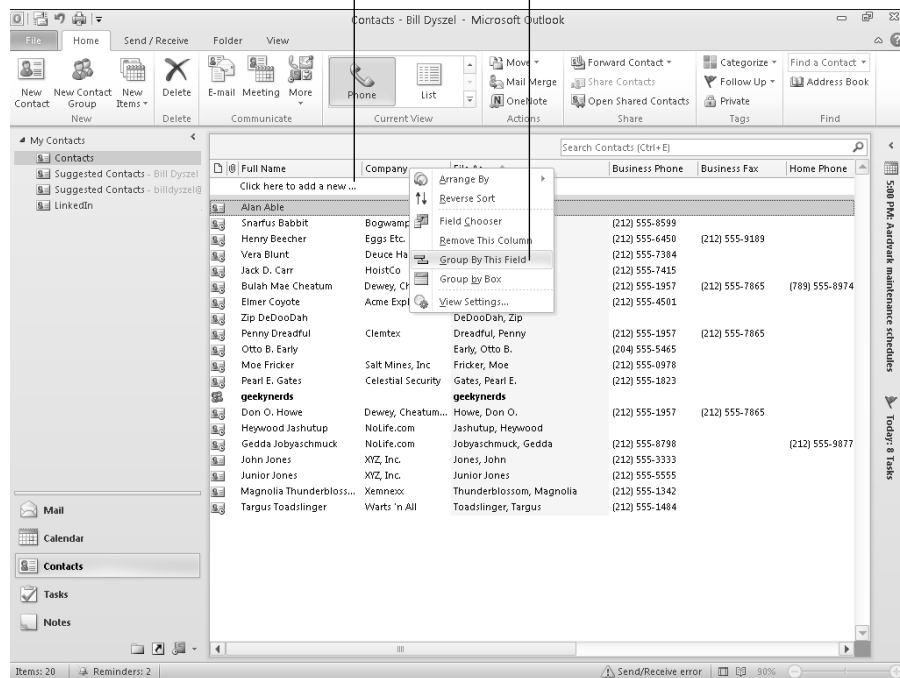 Contacts - Bill Dyszel - Microsoft Outlook
File Home Send / Receive Folder View
New Contact
New Contact Group
New Items
Delete
E-mail Meeting More
Phone List
Move
Mail Merge
OneNote
Forward Contact
Share Contacts
Open Shared Contacts
Categorize
Follow Up
Private
Find a Contact
Address Book
New Delete Communicate Current View Actions Share Tags Find
My Contacts
Contacts
Suggested Contacts - Bill Dyszel
Suggested Contacts - billdyszel@
LinkedIn
Search Contacts (Ctrl+E)
Full Name Company File As Business Phone Business Fax Home Phone
Click here to add a new ...
Alan Able
Snarfus Babbit Bogwamp (212) 555-8599
Henry Beecher Eggs Etc. (212) 555-6450 (212) 555-9189
Vera Blunt Deuce Ha (212) 555-7384
Jack D. Carr HoistCo (212) 555-7415
Bulah Mae Cheatum Dewey, Ch (212) 555-1957 (212) 555-7865 (789) 555-8974
Elmer Coyote Acme Expl (212) 555-4501
Zip DeDooDah DeDooDah, Zip
Penny Dreadful Clemtex Dreadful, Penny (212) 555-1957 (212) 555-7865
Otto B. Early Early, Otto B. (204) 555-5465
Moe Fricker Salt Mines, Inc Fricker, Moe (212) 555-0978
Pearl E. Gates Celestial Security Gates, Pearl E. (212) 555-1823
geekynerds geekynerds
Don O. Howe Dewey, Cheatum... Howe, Don O. (212) 555-1957 (212) 555-7865
Heywood Jashutup NoLife.com Jashutup, Heywood
Gedda Jobyaschmuck NoLife.com Jobyaschmuck, Gedda (212) 555-8798 (212) 555-9877
John Jones XYZ, Inc. Jones, John (212) 555-3333
Junior Jones XYZ, Inc. Junior Jones (212) 555-5555
Magnolia Thunderbloss... Xemnexx Thunderblossom, Magnolia (212) 555-1342
Targus Toadslinger Warts 'n All Toadslinger, Targus (212) 555-1484
Arrange By
Reverse Sort
Field Chooser
Remove This Column
Group By This Field
Group by Box
View Settings...
5:00 PM: Aardvark maintenance schedules
Today: 8 Tasks
Mail
Calendar
Contacts
Tasks
Notes
Items: 20 Reminders: 2 Send/Receive error 90%